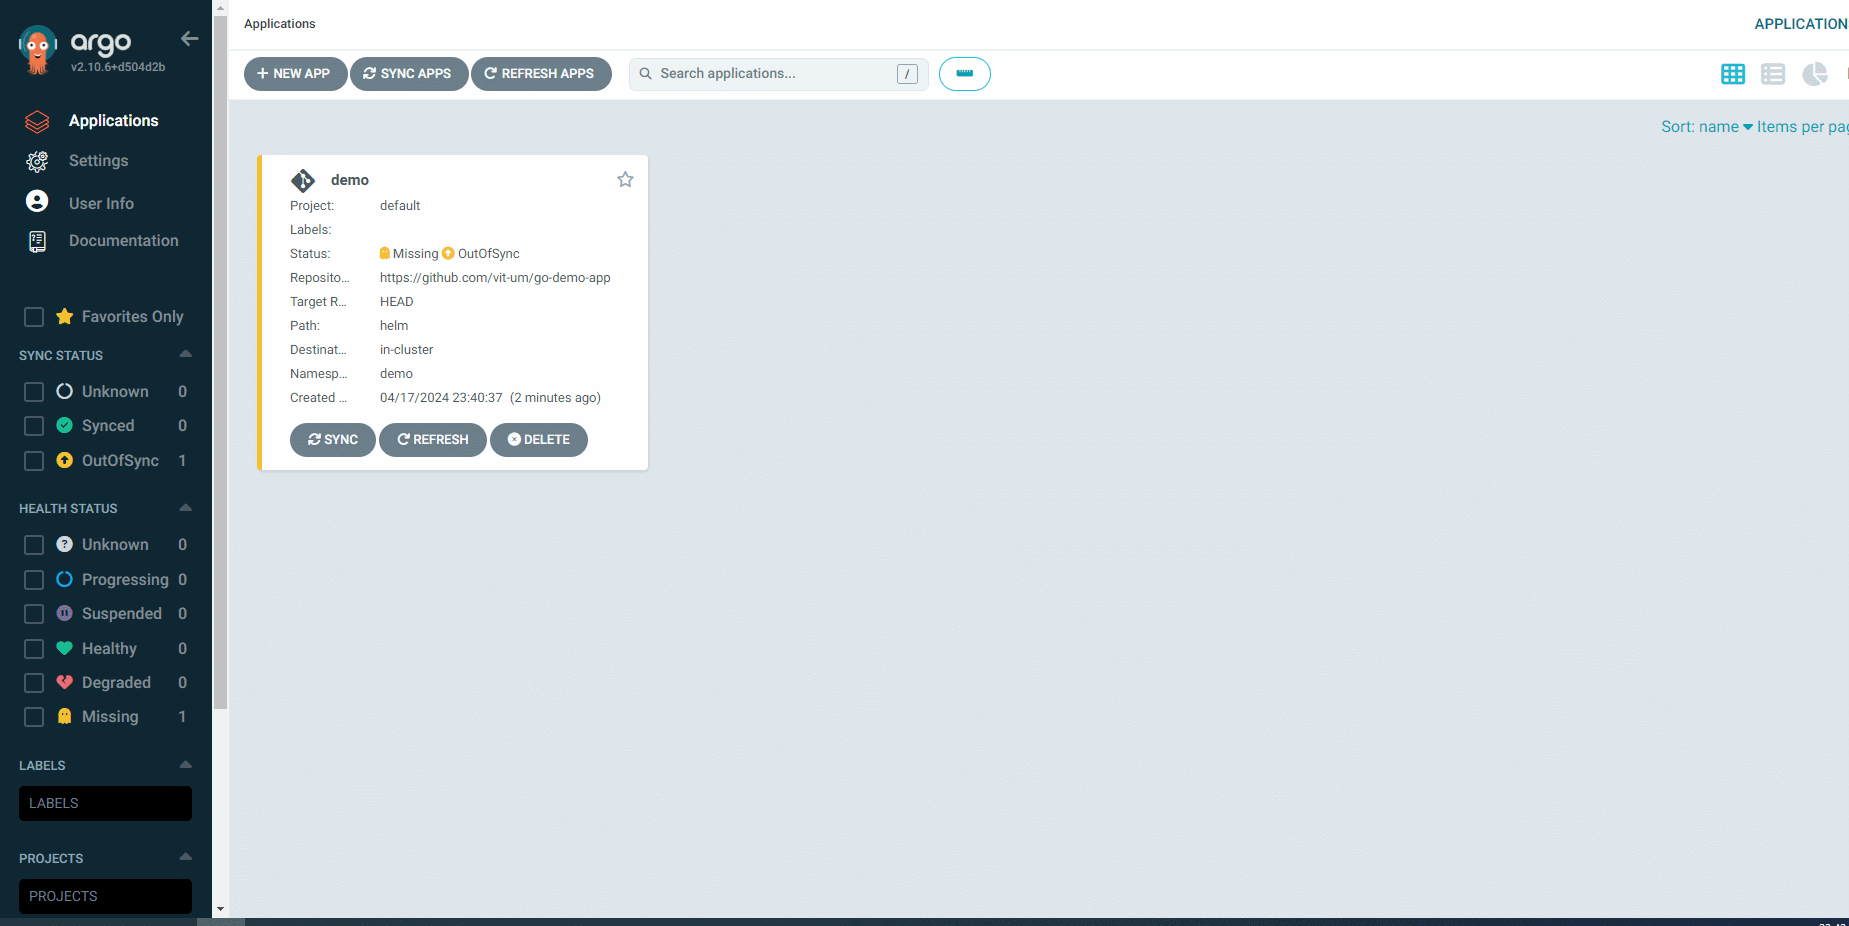 argo
v2.10.6+d504d2b
Applications
Settings
User Info
Documentation
Favorites Only
SYNC STATUS
Unknown 0
Synced 0
OutOfSync 1
HEALTH STATUS
Unknown 0
Progressing 0
Suspended 0
Healthy 0
Degraded 0
Missing 1
LABELS
LABELS
PROJECTS
PROJECTS
Applications
APPLICATION
NEW APP SYNC APPS REFRESH APPS Search applications... /
Sort: name Items per pag
demo
Project: default
Labels:
Status: Missing OutOfSync
Reposito... https://github.com/vit-um/go-demo-app
Target R... HEAD
Path: helm
Destinat... in-cluster
Namesp... demo
Created ... 04/17/2024 23:40:37 (2 minutes ago)
SYNC REFRESH DELETE